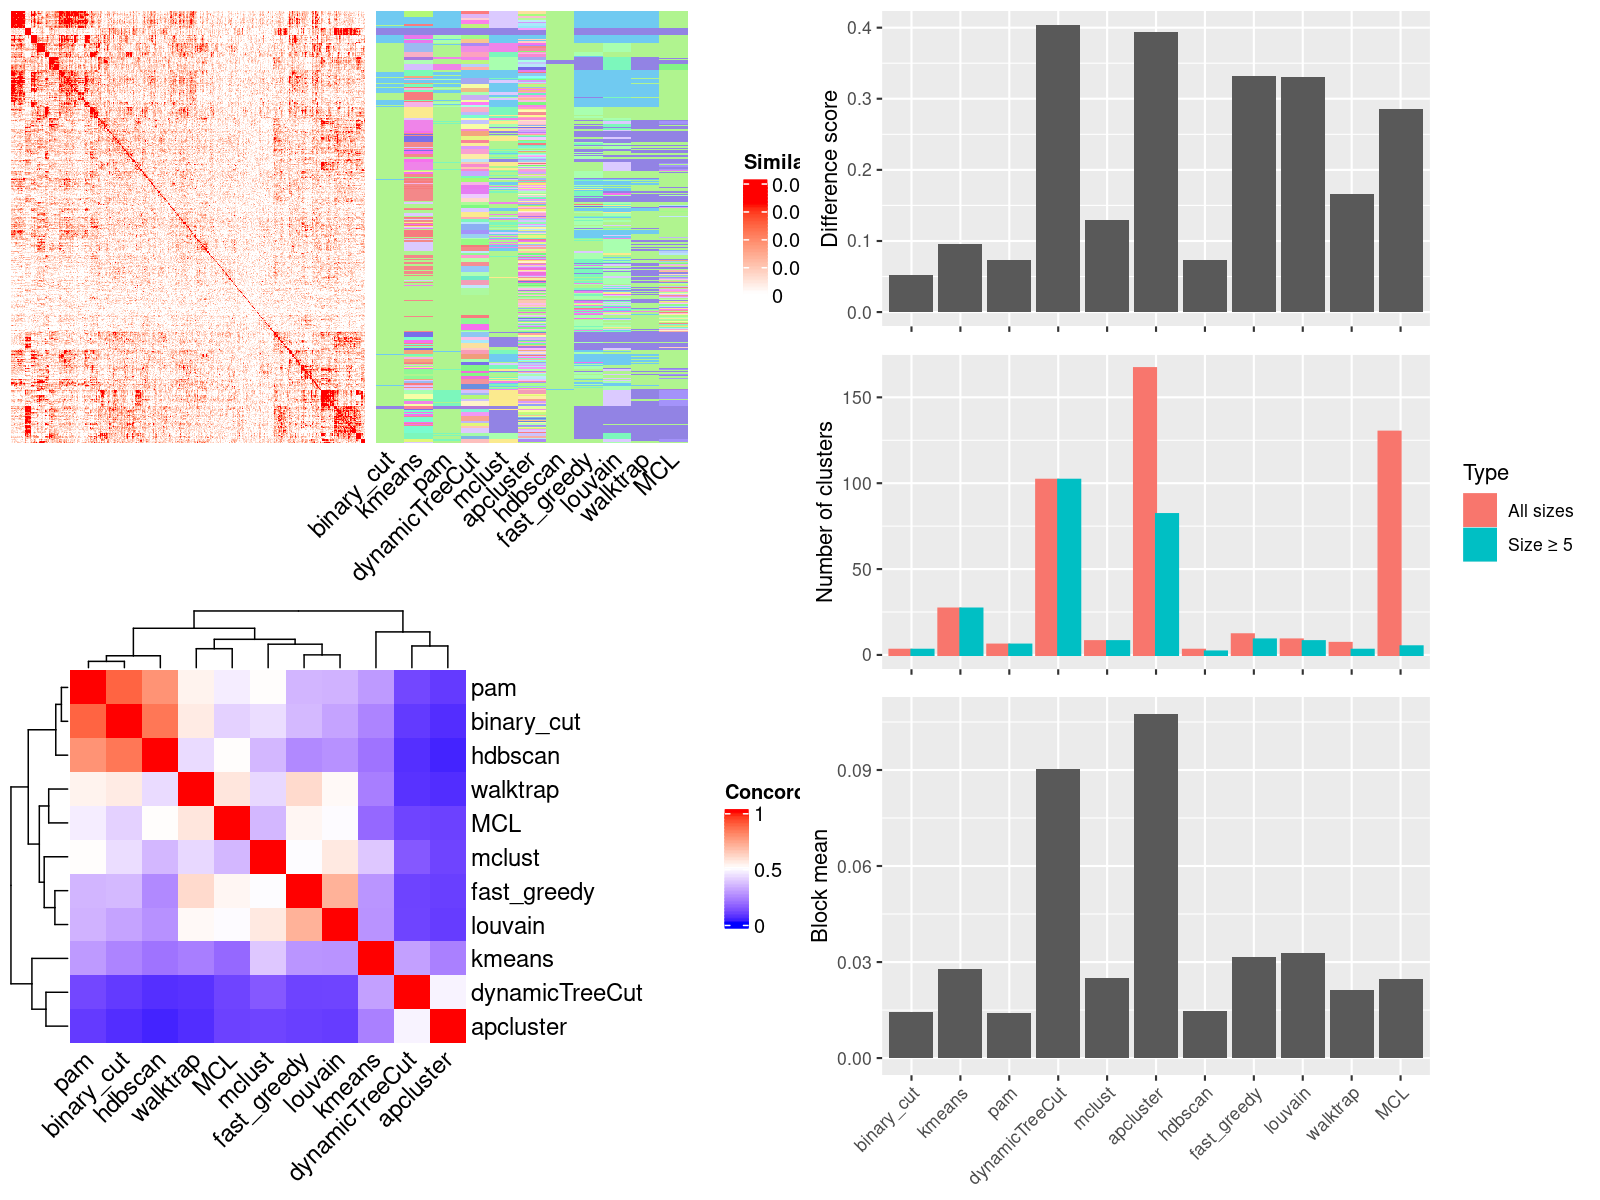 Simila
0.0
0.0
0.0
0.0
0
binary_cut
kmeans
pam
dynamicTreeCut
mclust
apcluster
hdbscan
fast_greedy
louvain
walktrap
MCL
pam
binary_cut
hdbscan
walktrap
MCL
mclust
fast_greedy
louvain
kmeans
dynamicTreeCut
apcluster
pam
binary_cut
hdbscan
walktrap
MCL
mclust
fast_greedy
louvain
kmeans
dynamicTreeCut
apcluster
Concord
1
0.5
0
Difference score
0.4
0.3
0.2
0.1
0.0
Number of clusters
150
100
50
0
Type
All sizes
Size ≥ 5
Block mean
0.09
0.06
0.03
0.00
binary_cut
kmeans
pam
dynamicTreeCut
mclust
apcluster
hdbscan
fast_greedy
louvain
walktrap
MCL